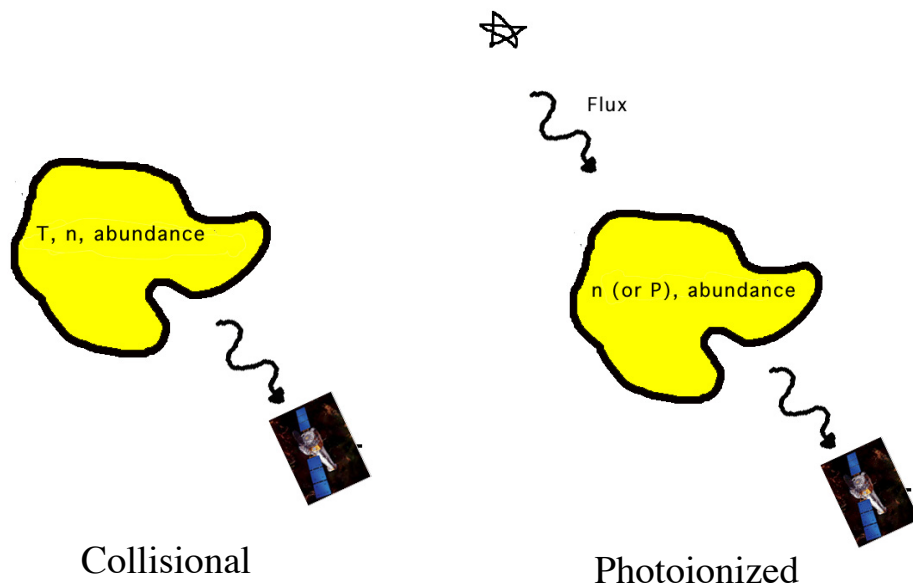 Flux
T, n, abundance
n (or P), abundance
Collisional
Photoionized